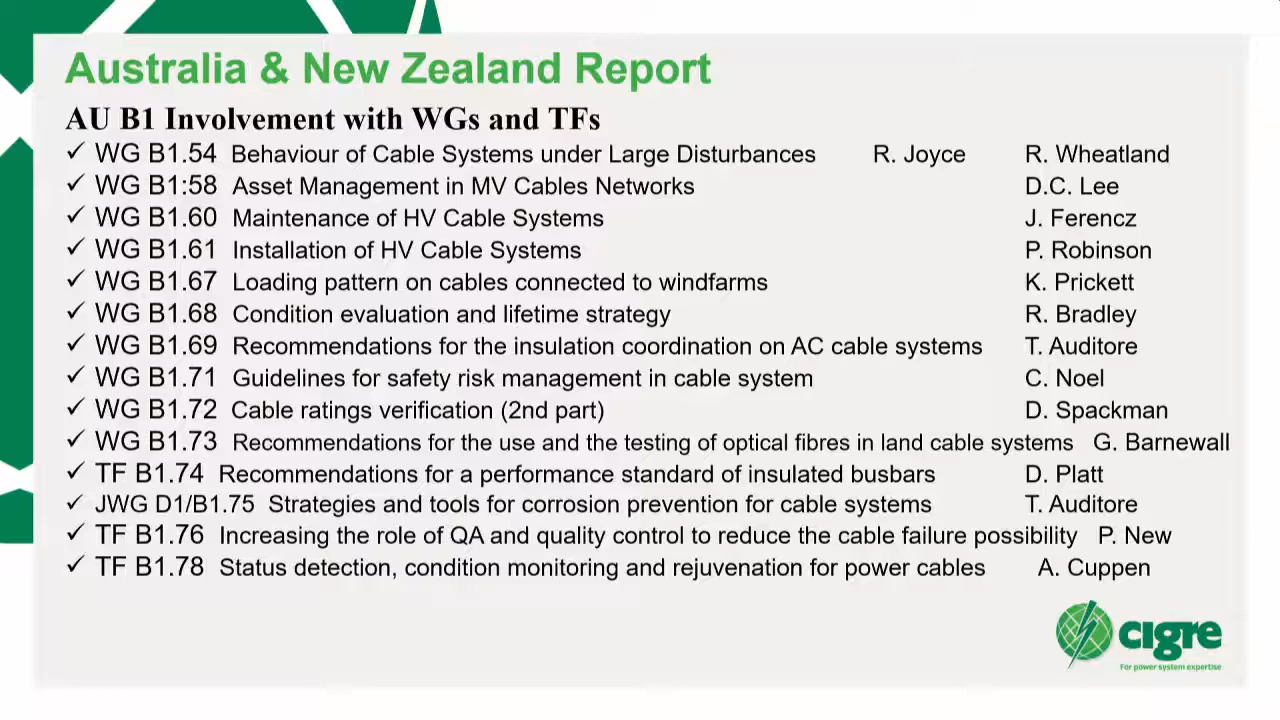 Australia & New Zealand Report
AU B1 Involvement with WGs and TFs
✓ WG B1.54 Behaviour of Cable Systems under Large Disturbances R. Joyce R. Wheatland
✓ WG B1:58 Asset Management in MV Cables Networks D.C. Lee
✓ WG B1.60 Maintenance of HV Cable Systems J. Ferencz
✓ WG B1.61 Installation of HV Cable Systems P. Robinson
✓ WG B1.67 Loading pattern on cables connected to windfarms K. Prickett
✓ WG B1.68 Condition evaluation and lifetime strategy R. Bradley
✓ WG B1.69 Recommendations for the insulation coordination on AC cable systems T. Auditore
✓ WG B1.71 Guidelines for safety risk management in cable system C. Noel
✓ WG B1.72 Cable ratings verification (2nd part) D. Spackman
✓ WG B1.73 Recommendations for the use and the testing of optical fibres in land cable systems G. Barnewall
✓ TF B1.74 Recommendations for a performance standard of insulated busbars D. Platt
✓ JWG D1/B1.75 Strategies and tools for corrosion prevention for cable systems T. Auditore
✓ TF B1.76 Increasing the role of QA and quality control to reduce the cable failure possibility P. New
✓ TF B1.78 Status detection, condition monitoring and rejuvenation for power cables A. Cuppen
cigre
For power system expertise